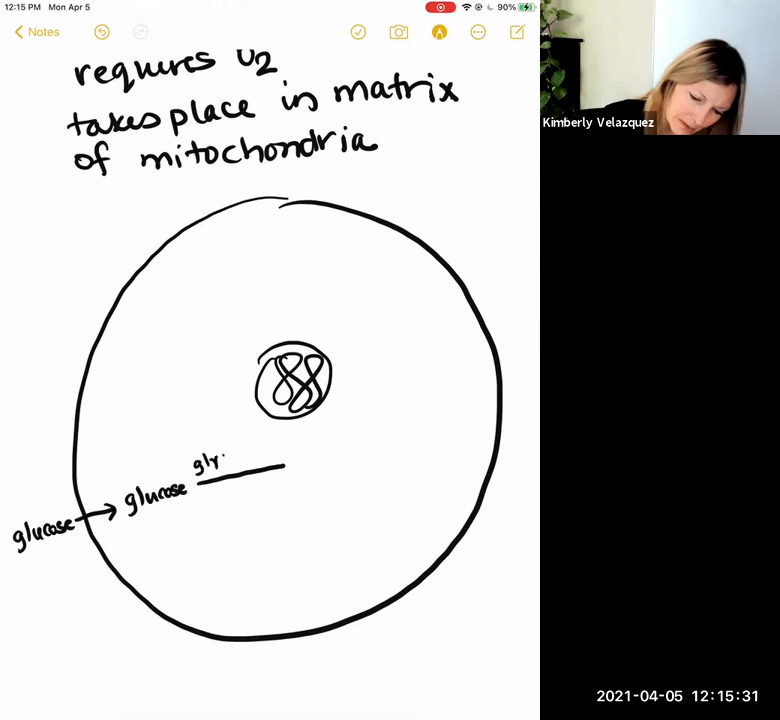 12:15 PM Mon Apr 5
90%
Notes
requires O2
takes place in matrix
of mitochondria
gly
glucose
glucose
Kimberly Velazquez
2021-04-05 12:15:31